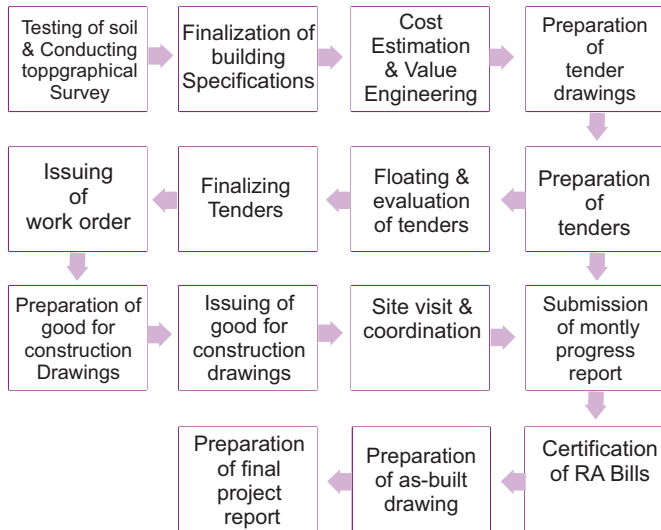 Testing of soil
& Conducting
toppgraphical
Survey
Finalization of
building
Specifications
Cost
Estimation
& Value
Engineering
Preparation
of
tender
drawings
Issuing
of
work order
Finalizing
Tenders
Floating &
evaluation
of tenders
Preparation
of
tenders
Preparation of
good for
construction
Drawings
Issuing of
good for
construction
drawings
Site visit &
coordination
Submission
of montly
progress
report
Preparation
of final
project
report
Preparation
of as-built
drawing
Certification
of RA Bills